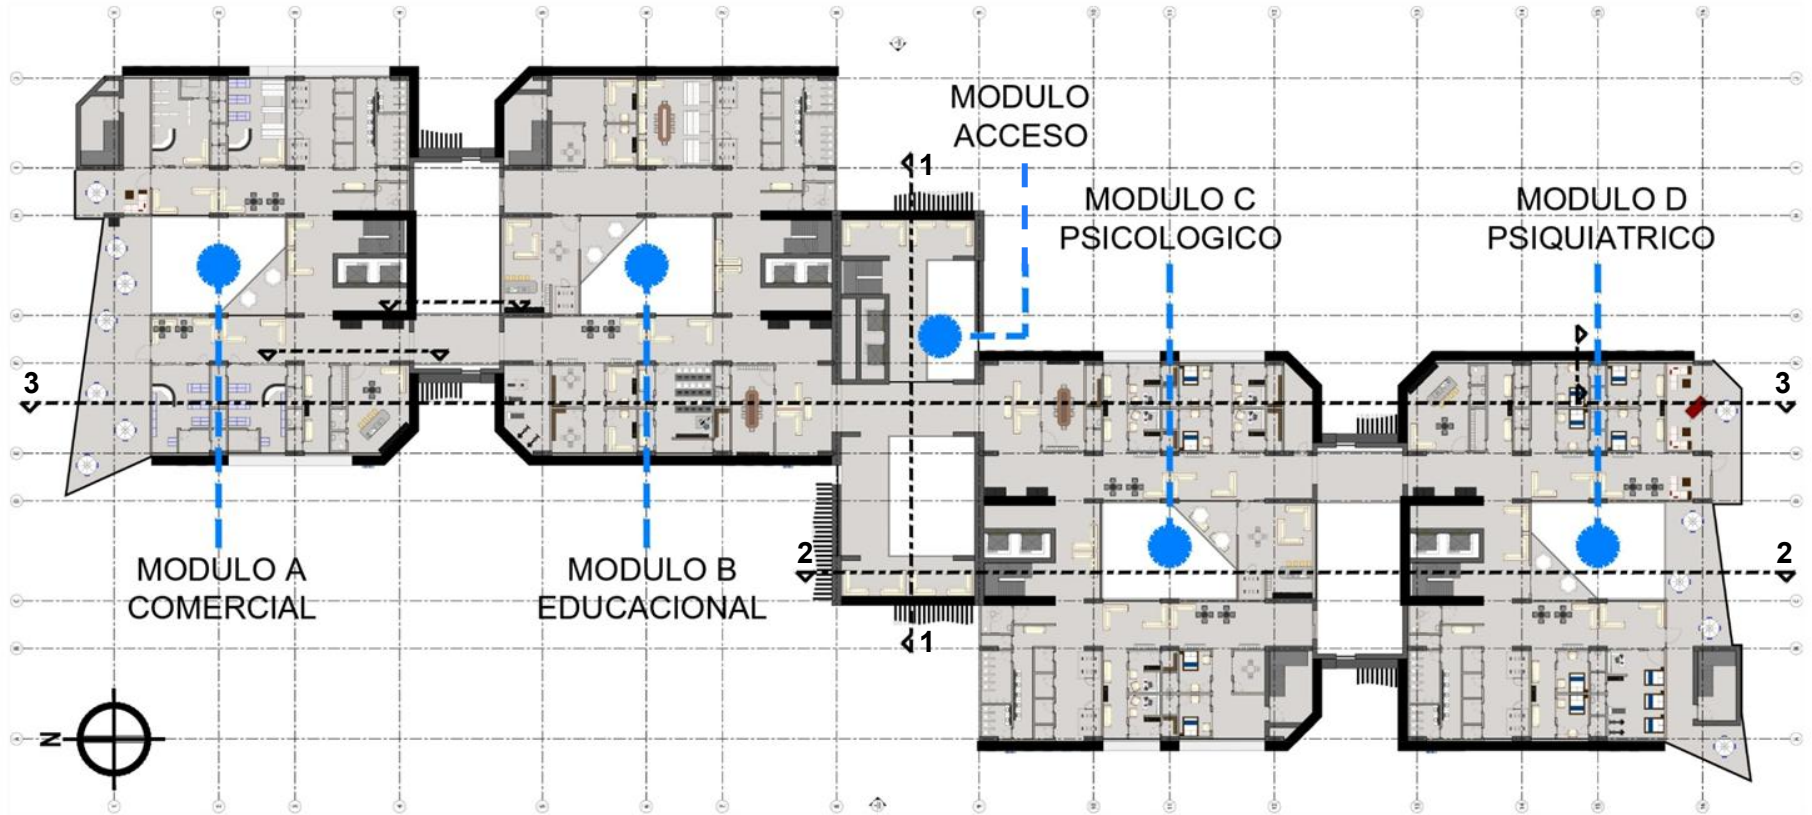 MODULO
ACCESO
1
MODULO C
PSICOLOGICO
MODULO D
PSIQUIATRICO
3
3
2
2
MODULO A
COMERCIAL
MODULO B
EDUCACIONAL
1
N